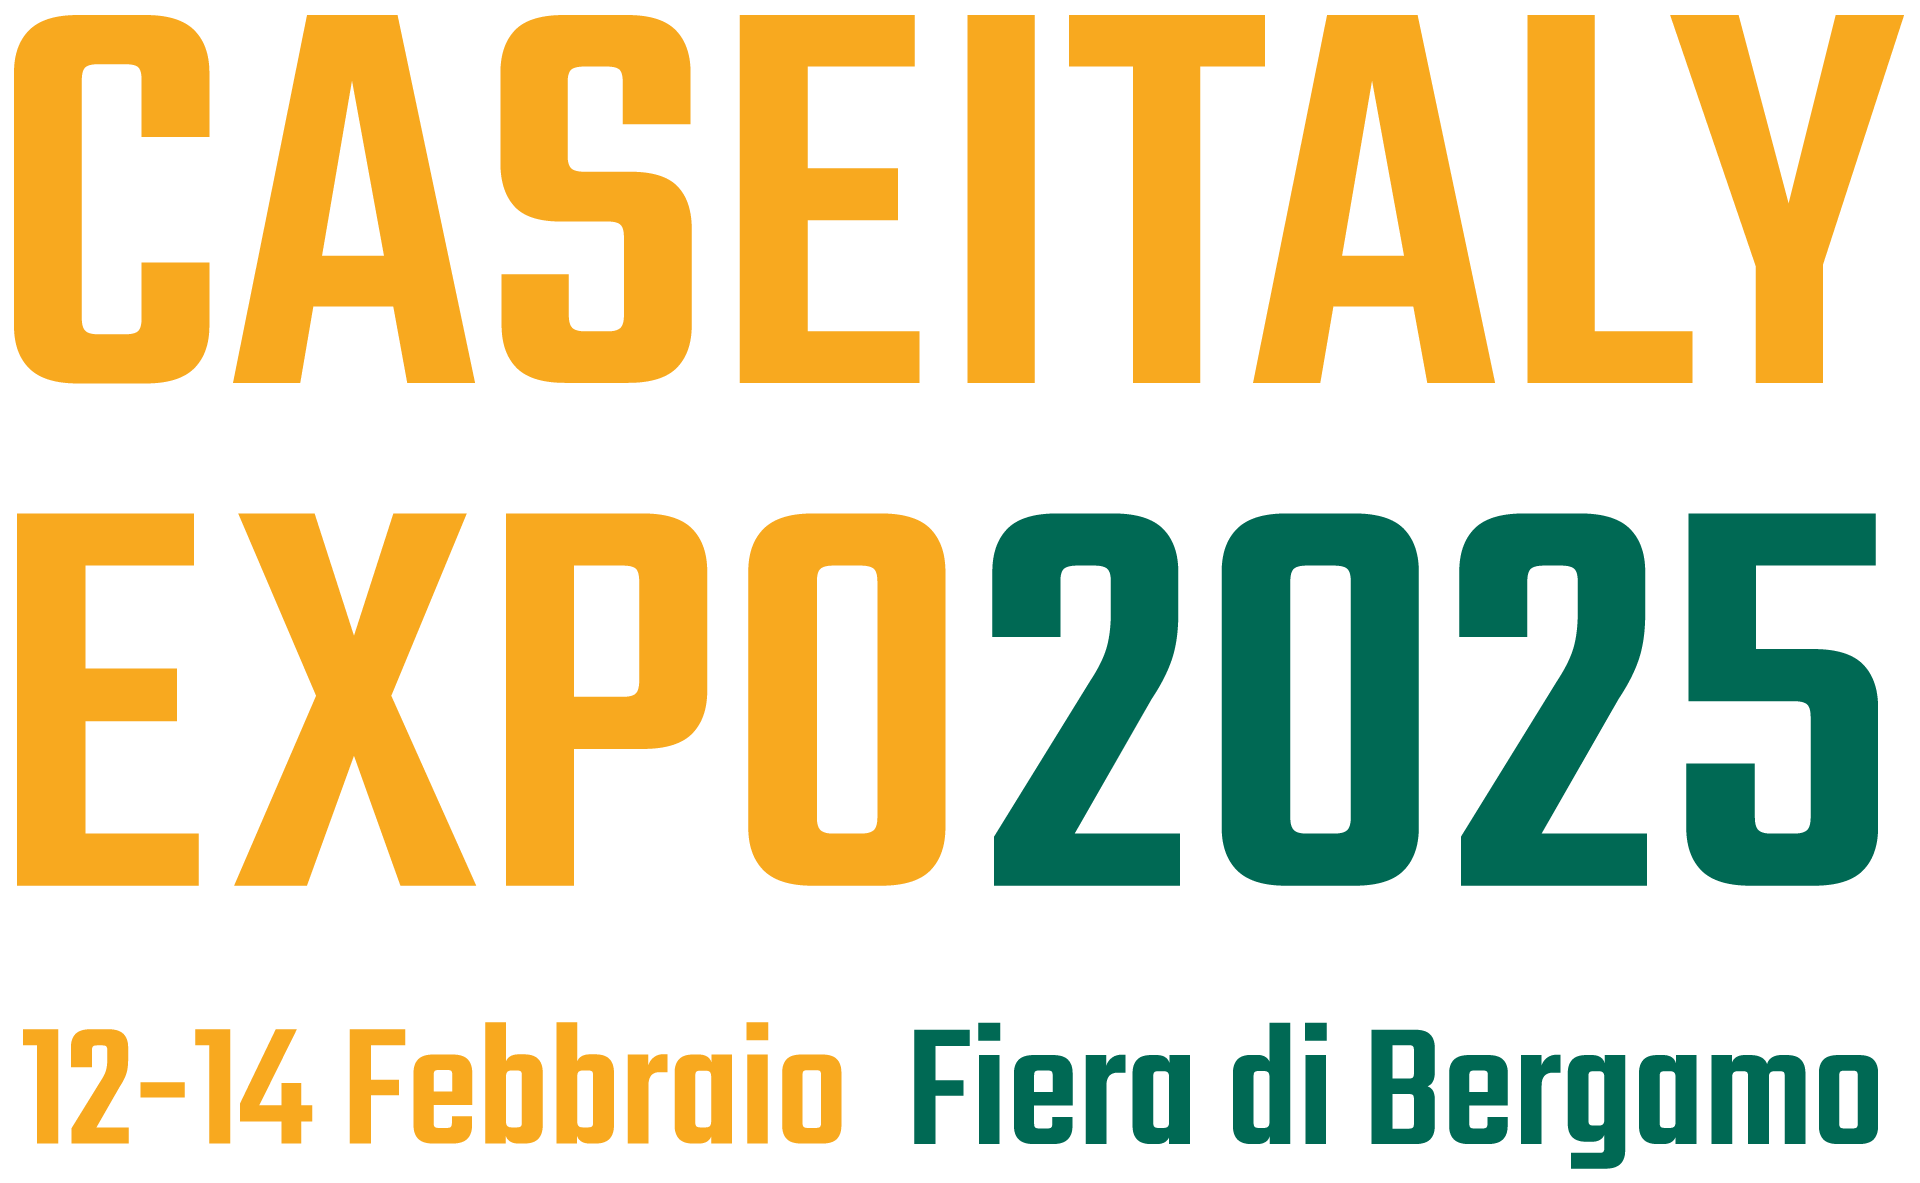 CASEITALY
EXPO2025
12-14 Febbraio Fiera di Bergamo